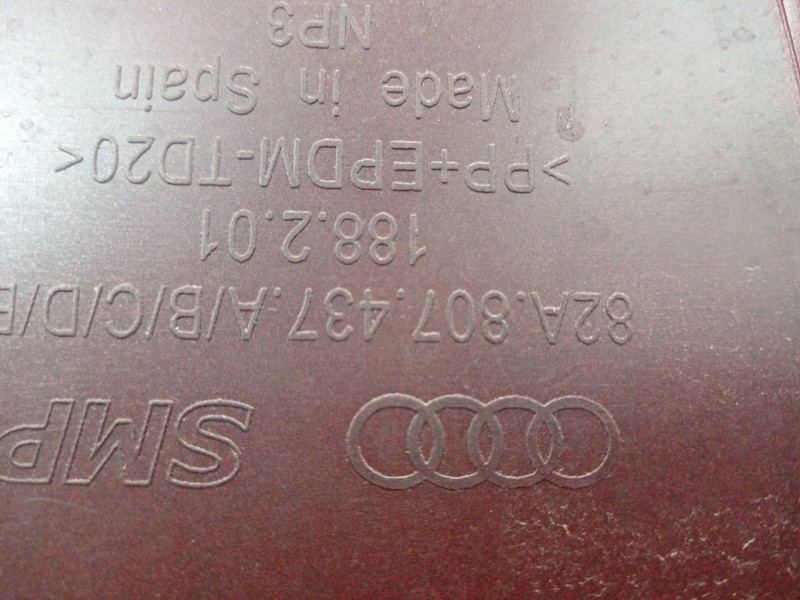 SMP
82A.807.437.A/B/C/D/E
188.2.01
>PP+EPDM-TD20<
Made in Spain
NP3